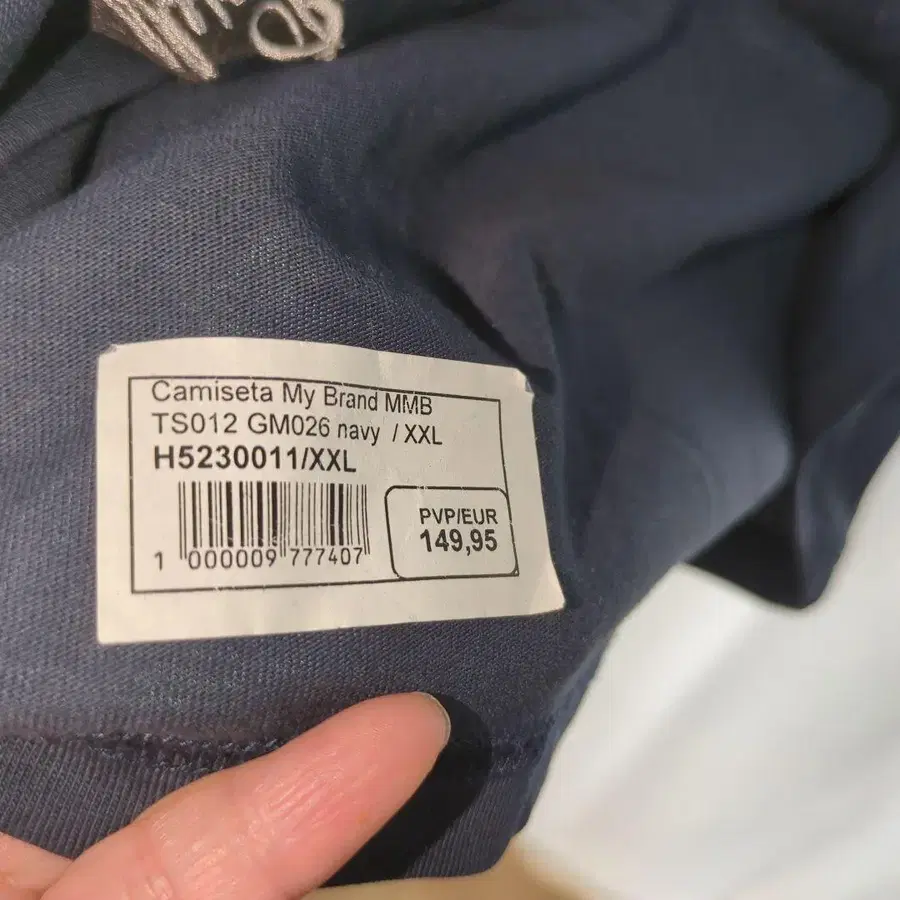 Camiseta My Brand MMB
TS012 GM026 navy / XXL
H5230011/XXL
PVP/EUR
149,95
1 000009 777407